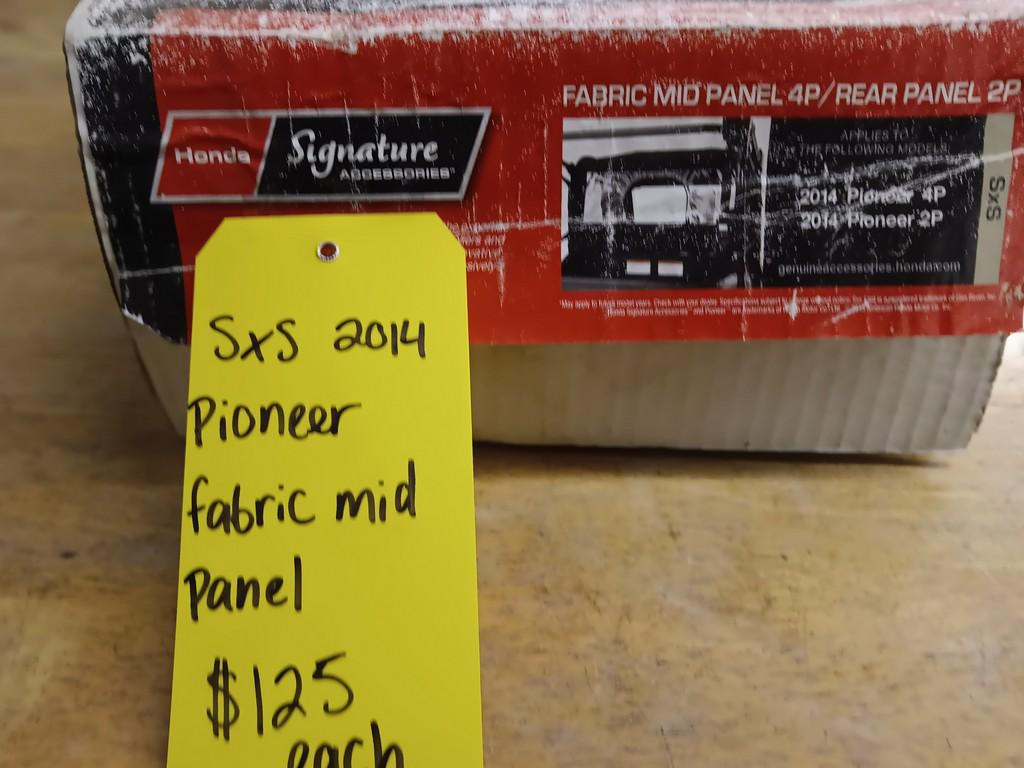 FABRIC MID PANEL 4P/REAR PANEL 2P
Honda
Signature
ACCESSORIES
APPLIES TO
THE FOLLOWING MODELS:
2014 Pioneer 4P
2014 Pioneer 2P
SxS
genuineaccessories.honda.com
SxS 2014
Pioneer
fabric mid
panel
$125
each